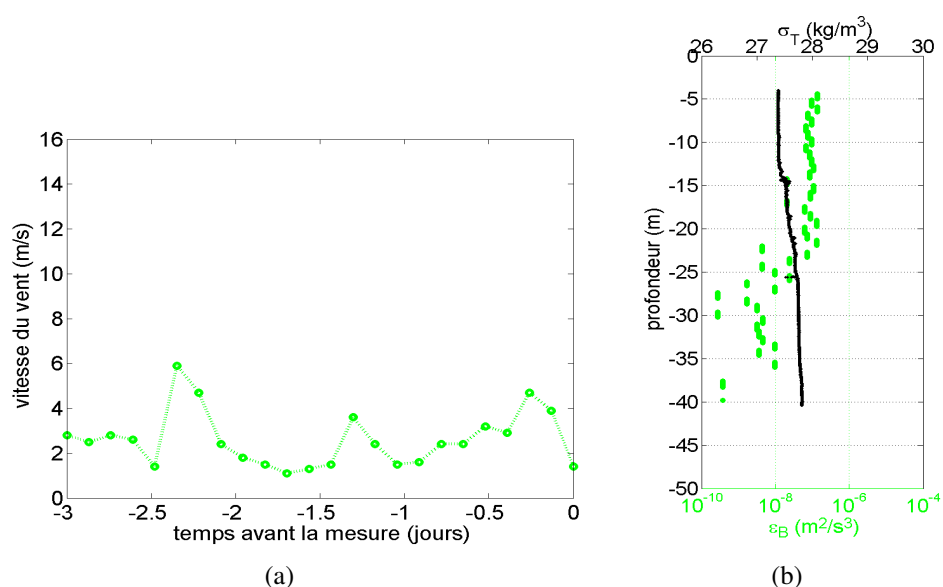 16
14
12
10
8
6
4
2
0
vitesse du vent (m/s)
-3 -2.5 -2 -1.5 -1 -0.5 0
temps avant la mesure (jours)
(a)
σT (kg/m³)
26 27 28 29 30
0
-5
-10
-15
-20
-25
-30
-35
-40
-45
-50
profondeur (m)
10⁻¹⁰ 10⁻⁸ 10⁻⁶ 10⁻⁴
εB (m²/s³)
(b)